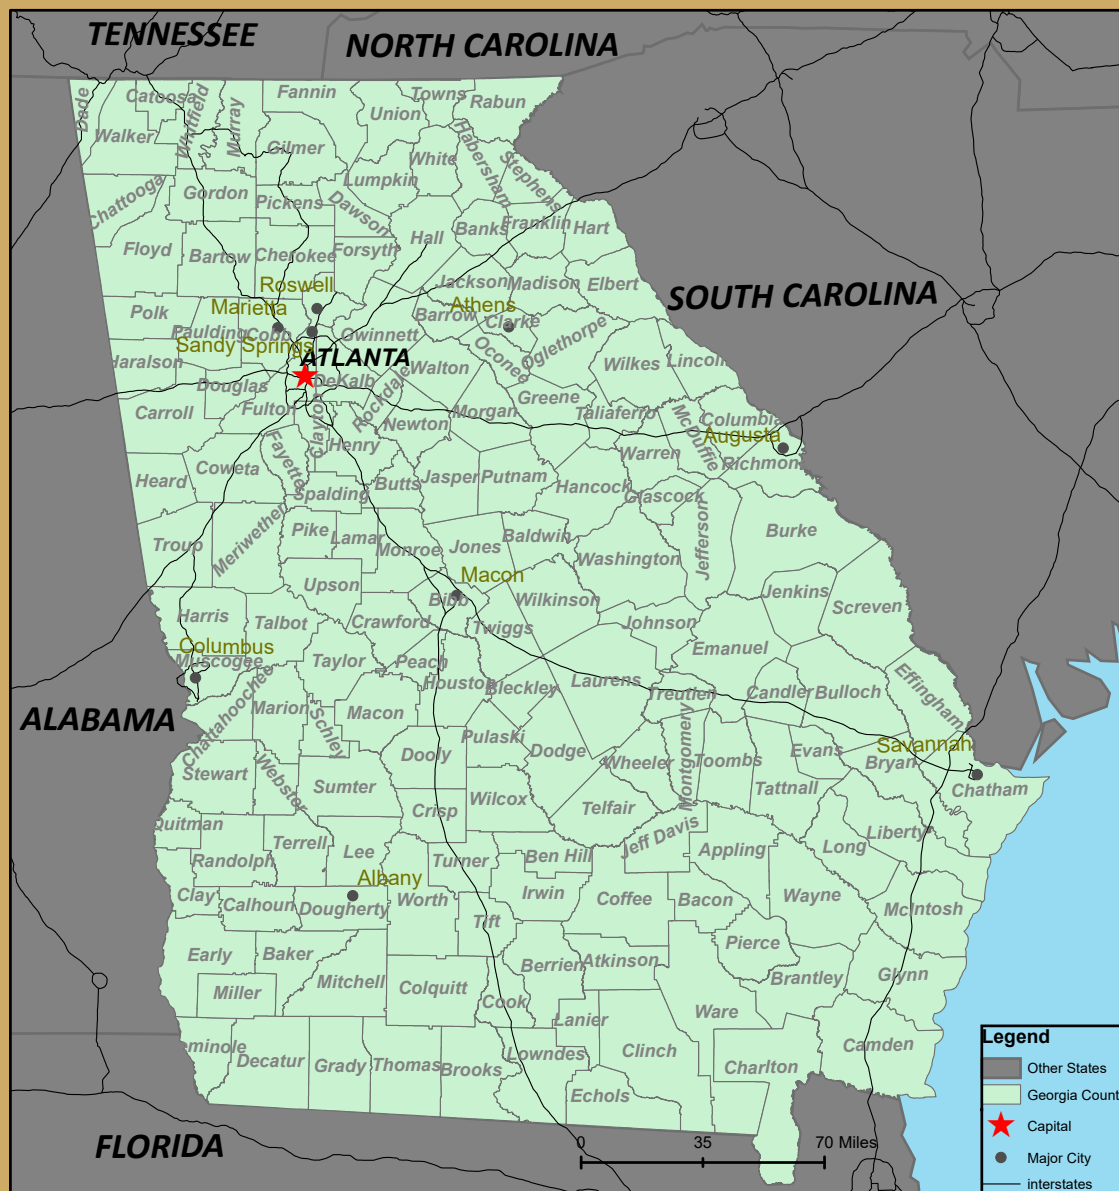 TENNESSEE
NORTH CAROLINA
Dade
Catoosa
Whitfield
Murray
Fannin
Union
Towns
Rabun
Walker
Gilmer
White
Habersham
Stephens
Chattooga
Gordon
Pickens
Lumpkin
Dawson
Hall
Banks
Franklin
Hart
Floyd
Bartow
Cherokee
Forsyth
Jackson
Madison
Elbert
SOUTH CAROLINA
Roswell
Marietta
Polk
Paulding
Cobb
Sandy Springs
Gwinnett
Barrow
Athens
Clarke
Oconee
Oglethorpe
ATLANTA
Haralson
Douglas
DeKalb
Rockdale
Walton
Wilkes
Lincoln
Carroll
Fulton
Clayton
Newton
Morgan
Greene
Taliaferro
McDuffie
Columbia
Augusta
Richmon
Heard
Coweta
Fayette
Henry
Spalding
Butts
Jasper
Putnam
Hancock
Warren
Glascock
Jefferson
Burke
Troup
Meriwether
Pike
Lamar
Monroe
Jones
Baldwin
Washington
Jenkins
Screven
Upson
Macon
Bibb
Wilkinson
Harris
Talbot
Crawford
Twiggs
Johnson
Emanuel
Columbus
Muscogee
Chattahoochee
Marion
Taylor
Schley
Macon
Peach
Houston
Bleckley
Laurens
Treutlen
Candler
Bulloch
Effingham
ALABAMA
Stewart
Webster
Sumter
Dooly
Pulaski
Dodge
Wheeler
Montgomery
Toombs
Evans
Tattnall
Bryan
Savannah
Chatham
Quitman
Randolph
Terrell
Lee
Crisp
Wilcox
Telfair
Jeff Davis
Appling
Long
Liberty
Clay
Calhoun
Albany
Dougherty
Worth
Turner
Ben Hill
Irwin
Coffee
Bacon
Wayne
McIntosh
Early
Baker
Mitchell
Tift
Berrien
Atkinson
Pierce
Brantley
Glynn
Miller
Colquitt
Cook
Lanier
Ware
Camden
eminole
Decatur
Grady
Thomas
Brooks
Lowndes
Clinch
Echols
Charlton
FLORIDA
0 35 70 Miles
Legend
Other States
Georgia Count
Capital
Major City
interstates